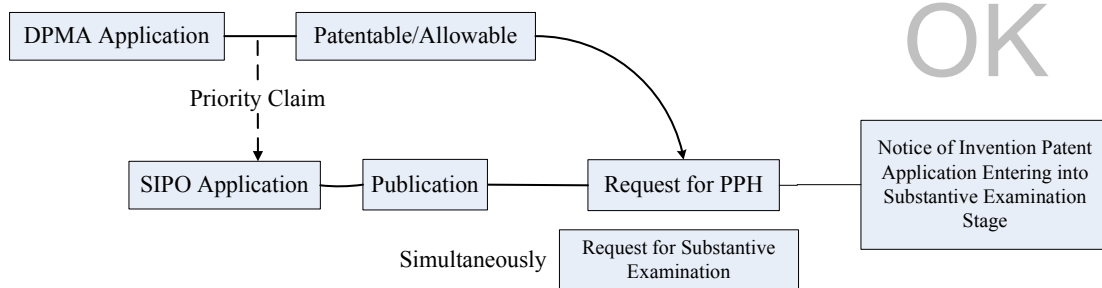 OK
DPMA Application
Patentable/Allowable
Priority Claim
SIPO Application
Publication
Request for PPH
Notice of Invention Patent
Application Entering into
Substantive Examination
Stage
Simultaneously
Request for Substantive
Examination